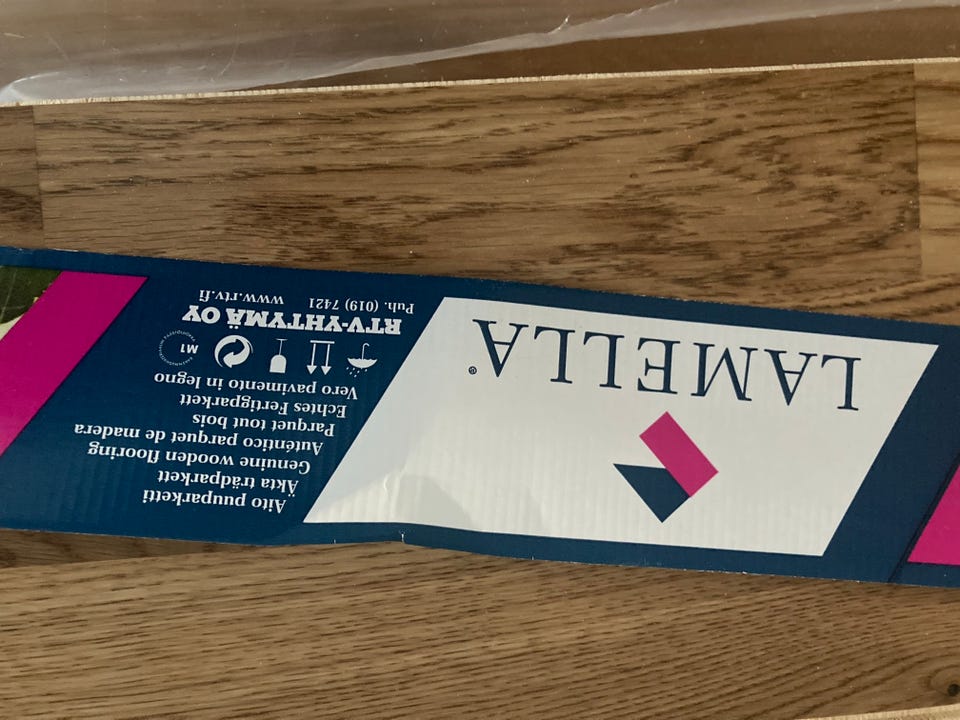 LAMELLA®
Aito puuparketti
Äkta trädparkett
Genuine wooden flooring
Auténtico parquet de madera
Parquet tout bois
Echtes Fertigparkett
Vero pavimento in legno
M1
RTV-YHTYMÄ OY
Puh. (019) 7421 www.rtv.fi